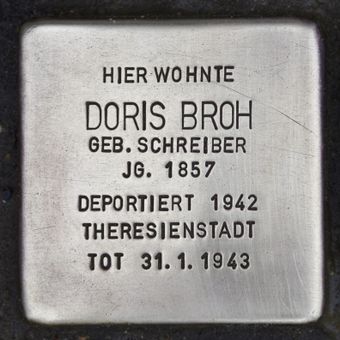 HIER WOHNTE
DORIS BROH
GEB. SCHREIBER
JG. 1857
DEPORTIERT 1942
THERESIENSTADT
TOT 31.1.1943